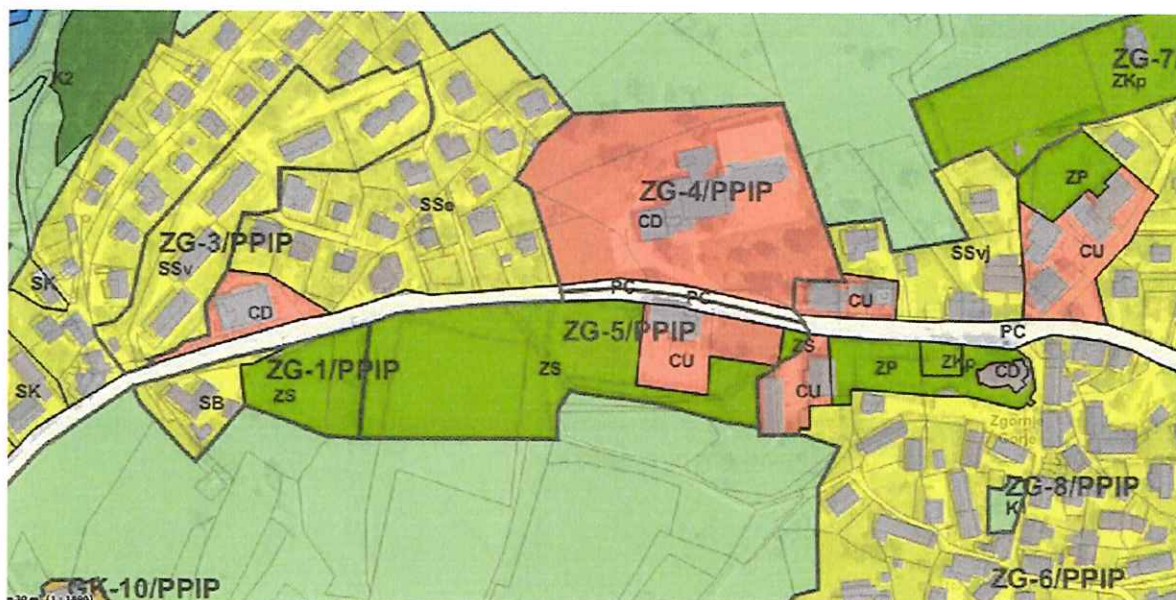 K2
ZG-7
ZKp
ZP
ZG-4/PPIP
CD
SSe
ZG-3/PPIP
SSv
SK
CD
CU
SSvj
CU
PC
PC
PC
ZG-5/PPIP
ZS
CU
ZS
ZG-1/PPIP
ZS
ZP
ZKp
CD
SK
SB
CU
Zgornje
Gorje
ZG-8/PPIP
K
ZG-6/PPIP
GK-10/PPIP